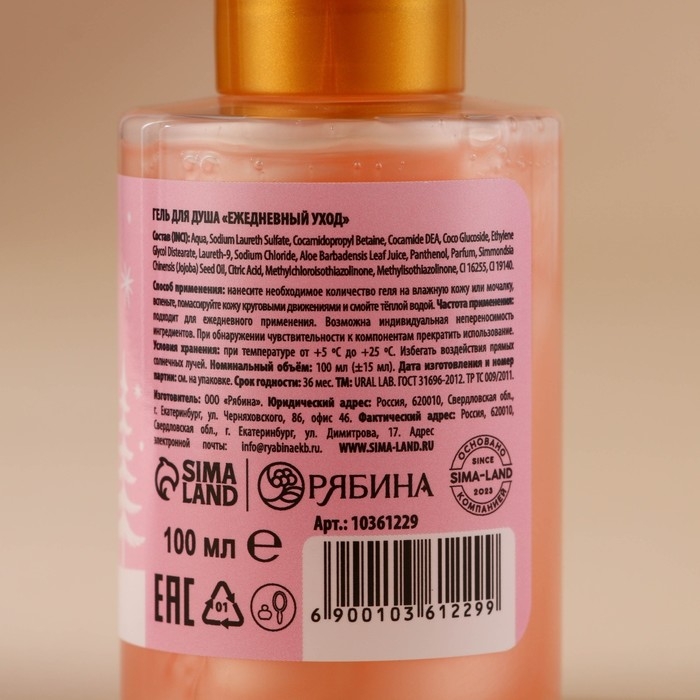 ГЕЛЬ ДЛЯ ДУША «ЕЖЕДНЕВНЫЙ УХОД»
Состав (INCI): Aqua, Sodium Laureth Sulfate, Cocamidopropyl Betaine, Cocamide DEA, Coco Glucoside, Ethylene
Glycol Distearate, Laureth-9, Sodium Chloride, Aloe Barbadensis Leaf Juice, Panthenol, Parfum, Simmondsia
Chinensis (Jojoba) Seed Oil, Citric Acid, Methylchloroisothiazolinone, Methylisothiazolinone, CI 16255, CI 19140.
Способ применения: нанесите необходимое количество геля на влажную кожу или мочалку,
вспеньте, помассируйте кожу круговыми движениями и смойте тёплой водой. Частота применения:
подходит для ежедневного применения. Возможна индивидуальная непереносимость
ингредиентов. При обнаружении чувствительности к компонентам прекратить использование.
Условия хранения: при температуре от +5 ºС до +25 ºС. Избегать воздействия прямых
солнечных лучей. Номинальный объём: 100 мл (±15 мл). Дата изготовления и номер
партии: см. на упаковке. Срок годности: 36 мес. ТМ: URAL LAB. ГОСТ 31696-2012. ТР ТС 009/2011.
Изготовитель: ООО «Рябина». Юридический адрес: Россия, 620010, Свердловская обл.,
г. Екатеринбург, ул. Черняховского, 86, офис 46. Фактический адрес: Россия, 620010,
Свердловская обл., г. Екатеринбург, ул. Димитрова, 17. Адрес
электронной почты: info@ryabinaekb.ru. WWW.SIMA-LAND.RU
SIMA LAND
РЯБИНА
ОСНОВАНО
SINCE
SIMA-LAND
2023
КОМПАНИЕЙ
Арт.: 10361229
100 мл ℮
EAC
01
6 900103 612299